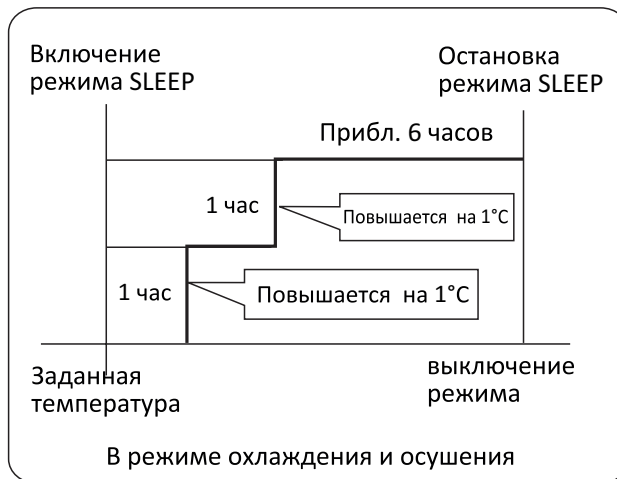 Включение
режима SLEEP
Остановка
режима SLEEP
Прибл. 6 часов
1 час
Повышается на 1°C
1 час
Повышается на 1°C
Заданная
температура
выключение
режима
В режиме охлаждения и осушения